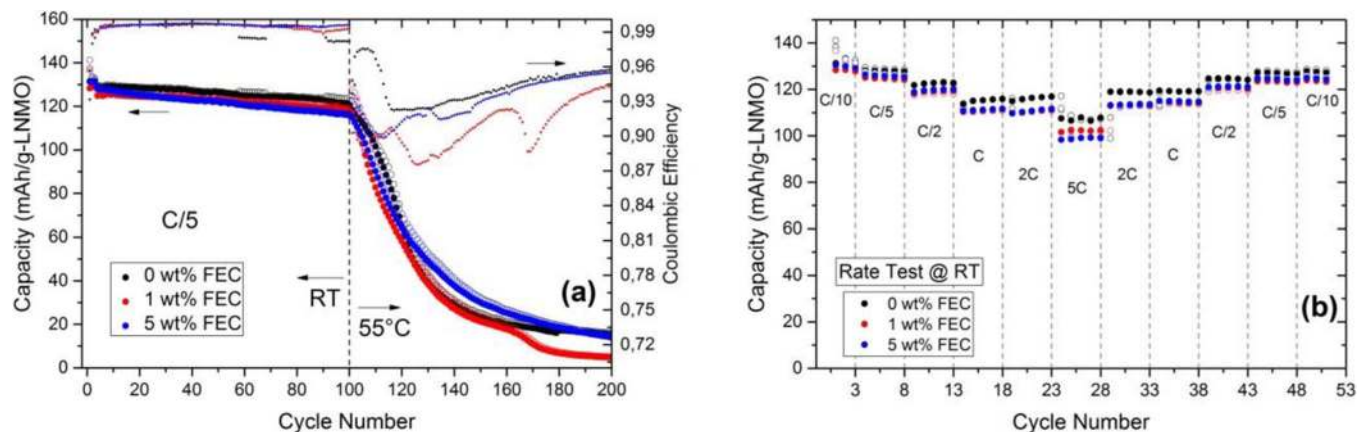 160
140
120
100
80
60
40
20
0
Capacity (mAh/g-LNMO)
0,99
0,96
0,93
0,90
0,87
0,84
0,81
0,78
0,75
0,72
Coulombic Efficiency
C/5
0 wt% FEC
1 wt% FEC
5 wt% FEC
RT
55°C
(a)
0 20 40 60 80 100 120 140 160 180 200
Cycle Number
140
120
100
80
60
40
20
0
Capacity (mAh/g-LNMO)
C/10
C/5
C/2
C
2C
5C
2C
C
C/2
C/5
C/10
Rate Test @ RT
0 wt% FEC
1 wt% FEC
5 wt% FEC
(b)
3 8 13 18 23 28 33 38 43 48 53
Cycle Number